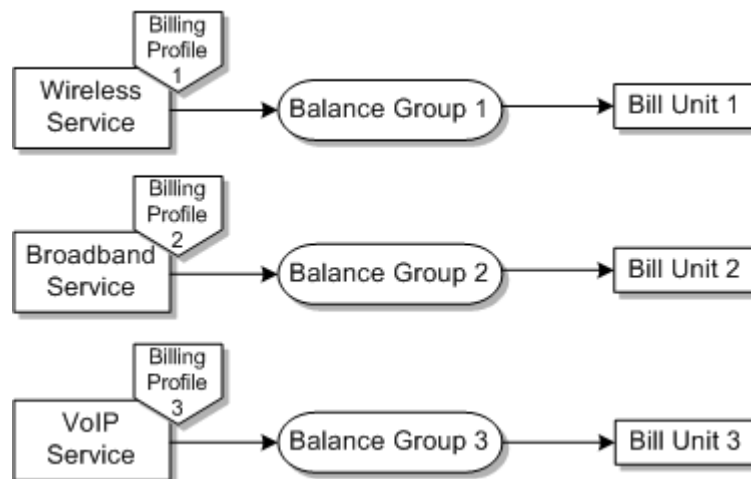 Billing
Profile
1
Wireless
Service
Balance Group 1
Bill Unit 1
Billing
Profile
2
Broadband
Service
Balance Group 2
Bill Unit 2
Billing
Profile
3
VoIP
Service
Balance Group 3
Bill Unit 3